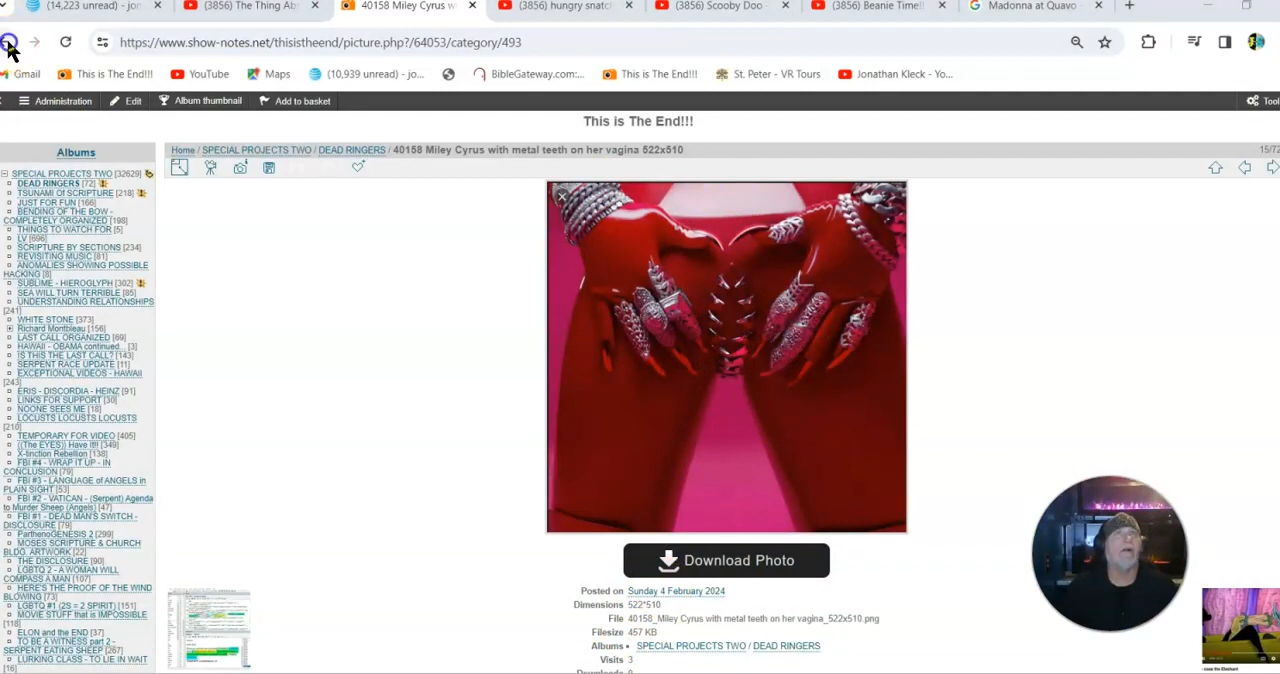 (14,223 unread) - jon
(3856) The Thing Ab
40158 Miley Cyrus w
(3856) hungry snatch
(3856) Scooby Doo
(3856) Beanie Time!!
Madonna at Quavo
https://www.show-notes.net/thisistheend/picture.php?/64053/category/493
Gmail
This is The End!!!
YouTube
Maps
(10,939 unread) - jo...
BibleGateway.com:...
This is The End!!!
St. Peter - VR Tours
Jonathan Kleck - Yo...
Administration
Edit
Album thumbnail
Add to basket
Tool
This is The End!!!
Albums
Home / SPECIAL PROJECTS TWO / DEAD RINGERS / 40158 Miley Cyrus with metal teeth on her vagina 522x510
15/72
SPECIAL PROJECTS TWO [32629]
DEAD RINGERS [72]
TSUNAMI Of SCRIPTURE [218]
JUST FOR FUN [166]
BENDING OF THE BOW -
COMPLETELY ORGANIZED [198]
THINGS TO WATCH FOR [5]
LV [696]
SCRIPTURE BY SECTIONS [234]
REVISITING MUSIC [81]
ANOMALIES SHOWING POSSIBLE
HACKING [8]
SUBLIME - HIEROGLYPH [302]
SEA WILL TURN TERRIBLE [85]
UNDERSTANDING RELATIONSHIPS
[241]
WHITE STONE [373]
Richard Montbleau [156]
LAST CALL ORGANIZED [69]
HAWAII - OBAMA continued... [3]
IS THIS THE LAST CALL? [143]
SERPENT RACE UPDATE [11]
EXCEPTIONAL VIDEOS - HAWAII
[243]
ERIS - DISCORDIA - HEINZ [91]
LINKS FOR SUPPORT [39]
NOONE SEES ME [18]
LOCUSTS LOCUSTS LOCUSTS
[210]
TEMPORARY FOR VIDEO [405]
((The EYES)) Have It!!! [349]
X-tinction Rebellion [138]
FBI #4 - WRAP IT UP - IN
CONCLUSION [79]
FBI #3 - LANGUAGE of ANGELS in
PLAIN SIGHT [53]
FBI #2 - VATICAN - (Serpent) Agenda
to Murder Sheep (Angels) [47]
FBI #1 - DEAD MAN'S SWITCH -
DISCLOSURE [79]
ParthenoGENESIS 2 [299]
MOSES SCRIPTURE & CHURCH
BLDG. ARTWORK [22]
THE DISCLOSURE [90]
LGBTQ 2 - A WOMAN WILL
COMPASS A MAN [107]
HERE'S THE PROOF OF THE WIND
BLOWING [73]
LGBTQ #1 (2S = 2 SPIRIT) [151]
MOVIE STUFF that is IMPOSSIBLE
[118]
ELON and the END [37]
TO BE A WITNESS part 2 -
SERPENT EATING SHEEP [267]
LURKING CLASS - TO LIE IN WAIT
[16]
Download Photo
Posted on Sunday 4 February 2024
Dimensions 522*510
File 40158_Miley Cyrus with metal teeth on her vagina_522x510.png
Filesize 457 KB
Albums SPECIAL PROJECTS TWO / DEAD RINGERS
Visits 3